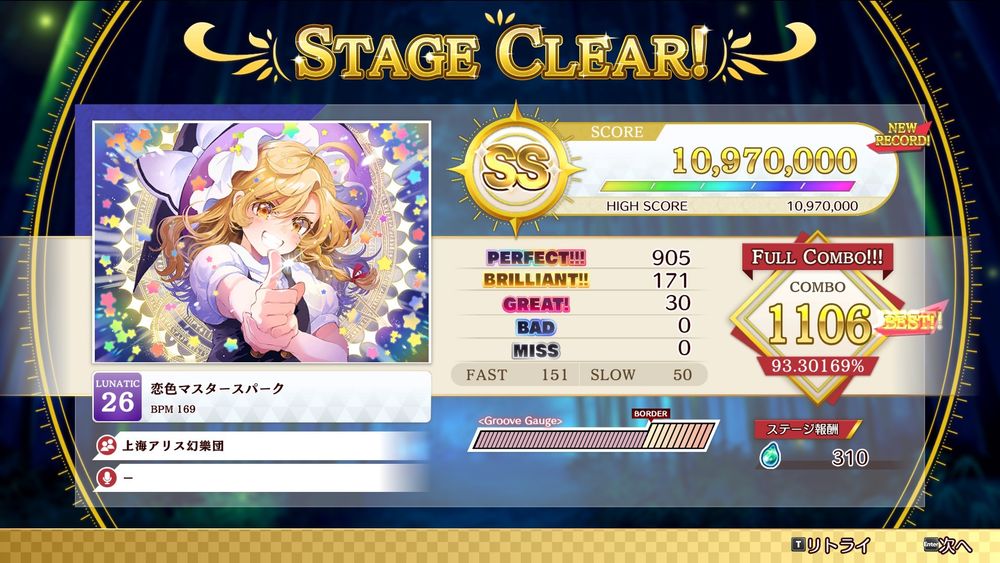 STAGE CLEAR!
SS
SCORE
NEW RECORD!
10,970,000
HIGH SCORE 10,970,000
PERFECT!!! 905
BRILLIANT!! 171
GREAT! 30
BAD 0
MISS 0
FAST 151 SLOW 50
FULL COMBO!!!
COMBO
1106
BEST!!
93.30169%
LUNATIC
26
恋色マスタースパーク
BPM 169
上海アリス幻樂団
–
<Groove Gauge>
BORDER
ステージ報酬
310
T リトライ
Enter 次へ